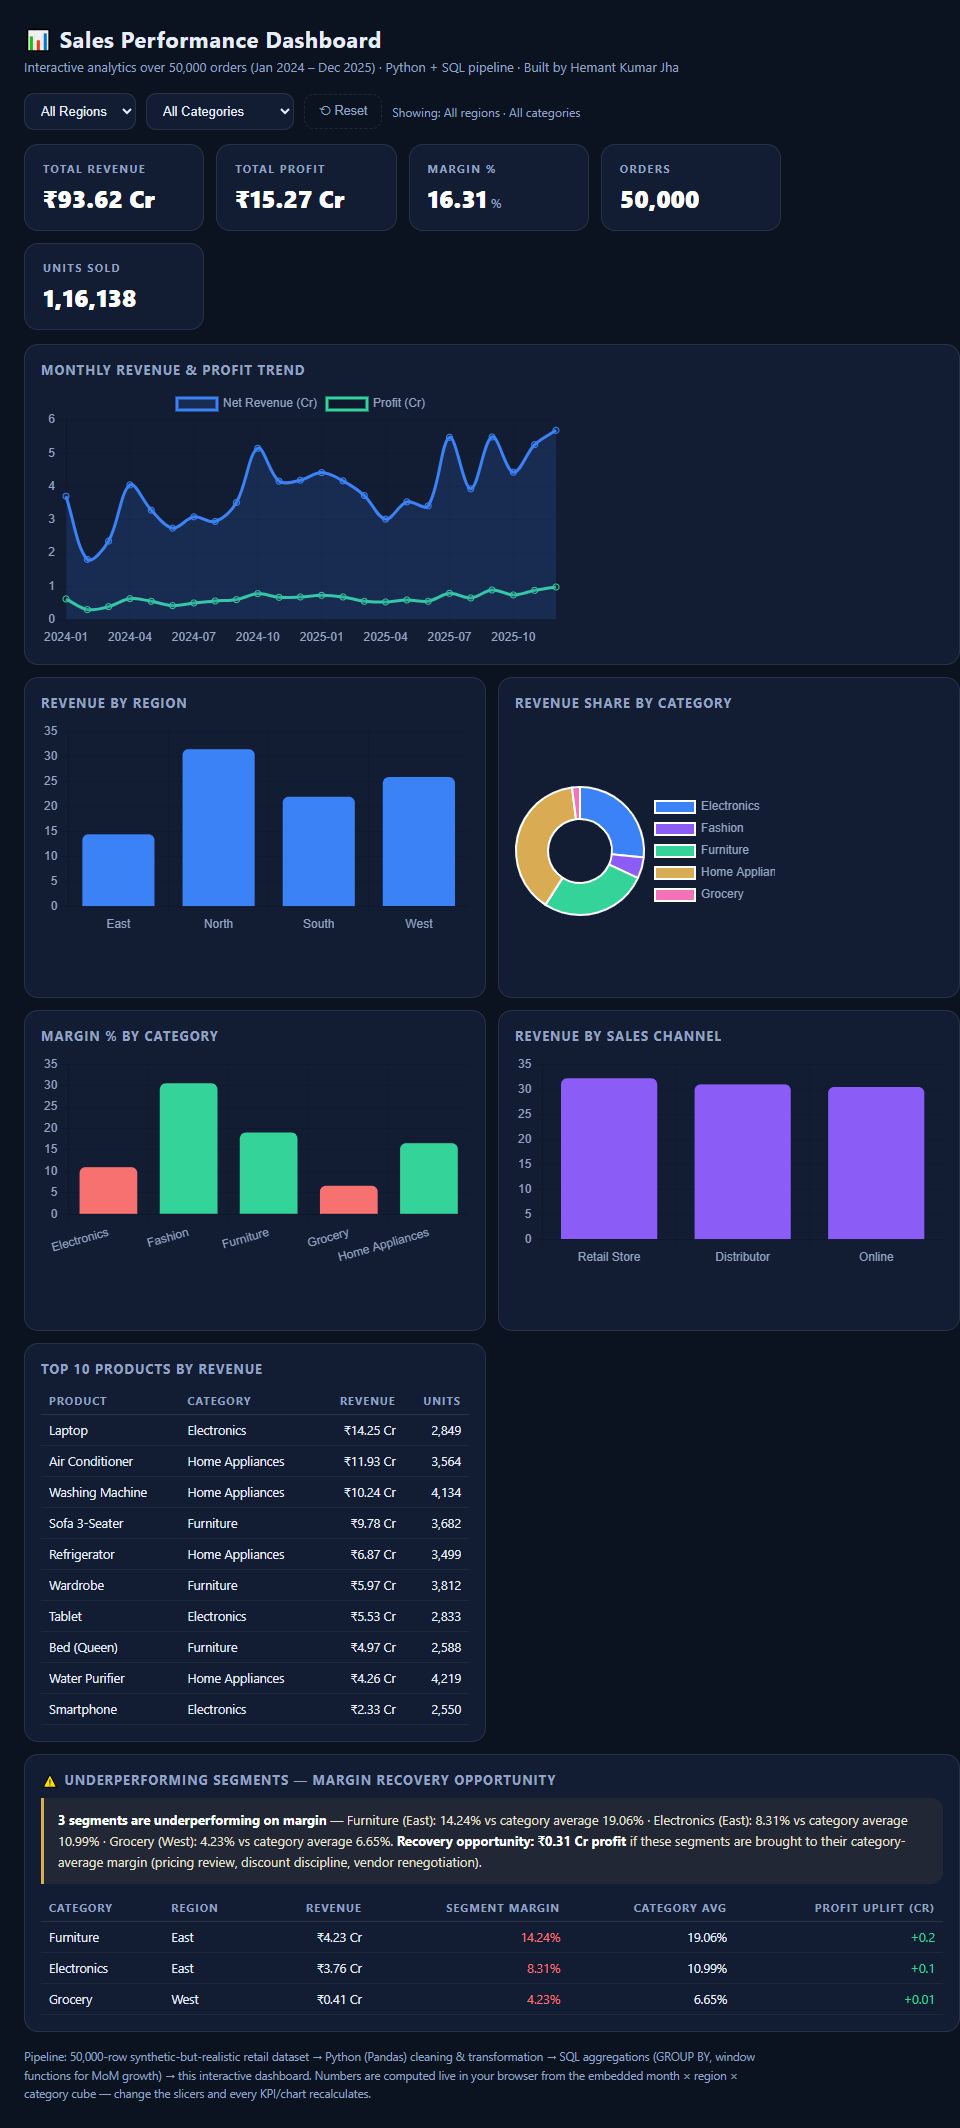 📊 Sales Performance Dashboard
Interactive analytics over 50,000 orders (Jan 2024 – Dec 2025) · Python + SQL pipeline · Built by Hemant Kumar Jha
All Regions All Categories ⟲ Reset Showing: All regions · All categories
TOTAL REVENUE
₹93.62 Cr
TOTAL PROFIT
₹15.27 Cr
MARGIN %
16.31 %
ORDERS
50,000
UNITS SOLD
1,16,138
MONTHLY REVENUE & PROFIT TREND
Net Revenue (Cr) Profit (Cr)
6
5
4
3
2
1
0
2024-01 2024-04 2024-07 2024-10 2025-01 2025-04 2025-07 2025-10
REVENUE BY REGION
35
30
25
20
15
10
5
0
East North South West
REVENUE SHARE BY CATEGORY
Electronics
Fashion
Furniture
Home Applian
Grocery
MARGIN % BY CATEGORY
35
30
25
20
15
10
5
0
Electronics Fashion Furniture Grocery Home Appliances
REVENUE BY SALES CHANNEL
35
30
25
20
15
10
5
0
Retail Store Distributor Online
TOP 10 PRODUCTS BY REVENUE
PRODUCT CATEGORY REVENUE UNITS
Laptop Electronics ₹14.25 Cr 2,849
Air Conditioner Home Appliances ₹11.93 Cr 3,564
Washing Machine Home Appliances ₹10.24 Cr 4,134
Sofa 3-Seater Furniture ₹9.78 Cr 3,682
Refrigerator Home Appliances ₹6.87 Cr 3,499
Wardrobe Furniture ₹5.97 Cr 3,812
Tablet Electronics ₹5.53 Cr 2,833
Bed (Queen) Furniture ₹4.97 Cr 2,588
Water Purifier Home Appliances ₹4.26 Cr 4,219
Smartphone Electronics ₹2.33 Cr 2,550
⚠️ UNDERPERFORMING SEGMENTS — MARGIN RECOVERY OPPORTUNITY
3 segments are underperforming on margin — Furniture (East): 14.24% vs category average 19.06% · Electronics (East): 8.31% vs category average
10.99% · Grocery (West): 4.23% vs category average 6.65%. Recovery opportunity: ₹0.31 Cr profit if these segments are brought to their category-
average margin (pricing review, discount discipline, vendor renegotiation).
CATEGORY REGION REVENUE SEGMENT MARGIN CATEGORY AVG PROFIT UPLIFT (CR)
Furniture East ₹4.23 Cr 14.24% 19.06% +0.2
Electronics East ₹3.76 Cr 8.31% 10.99% +0.1
Grocery West ₹0.41 Cr 4.23% 6.65% +0.01
Pipeline: 50,000-row synthetic-but-realistic retail dataset → Python (Pandas) cleaning & transformation → SQL aggregations (GROUP BY, window
functions for MoM growth) → this interactive dashboard. Numbers are computed live in your browser from the embedded month × region ×
category cube — change the slicers and every KPI/chart recalculates.